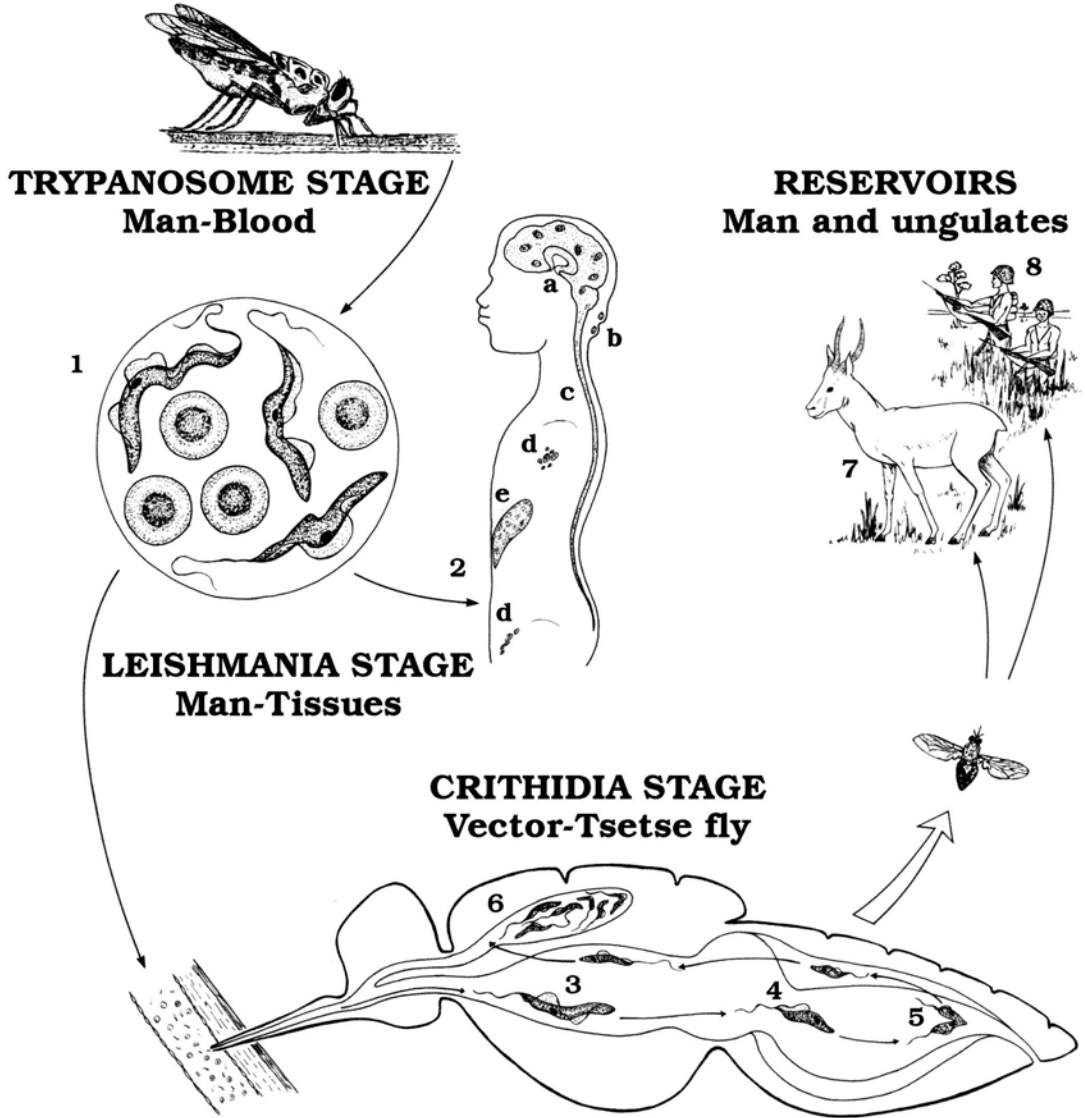 TRYPANOSOME STAGE
Man-Blood
RESERVOIRS
Man and ungulates
8
a
b
1
c
d
7
e
2
d
LEISHMANIA STAGE
Man-Tissues
CRITHIDIA STAGE
Vector-Tsetse fly
6
3
4
5